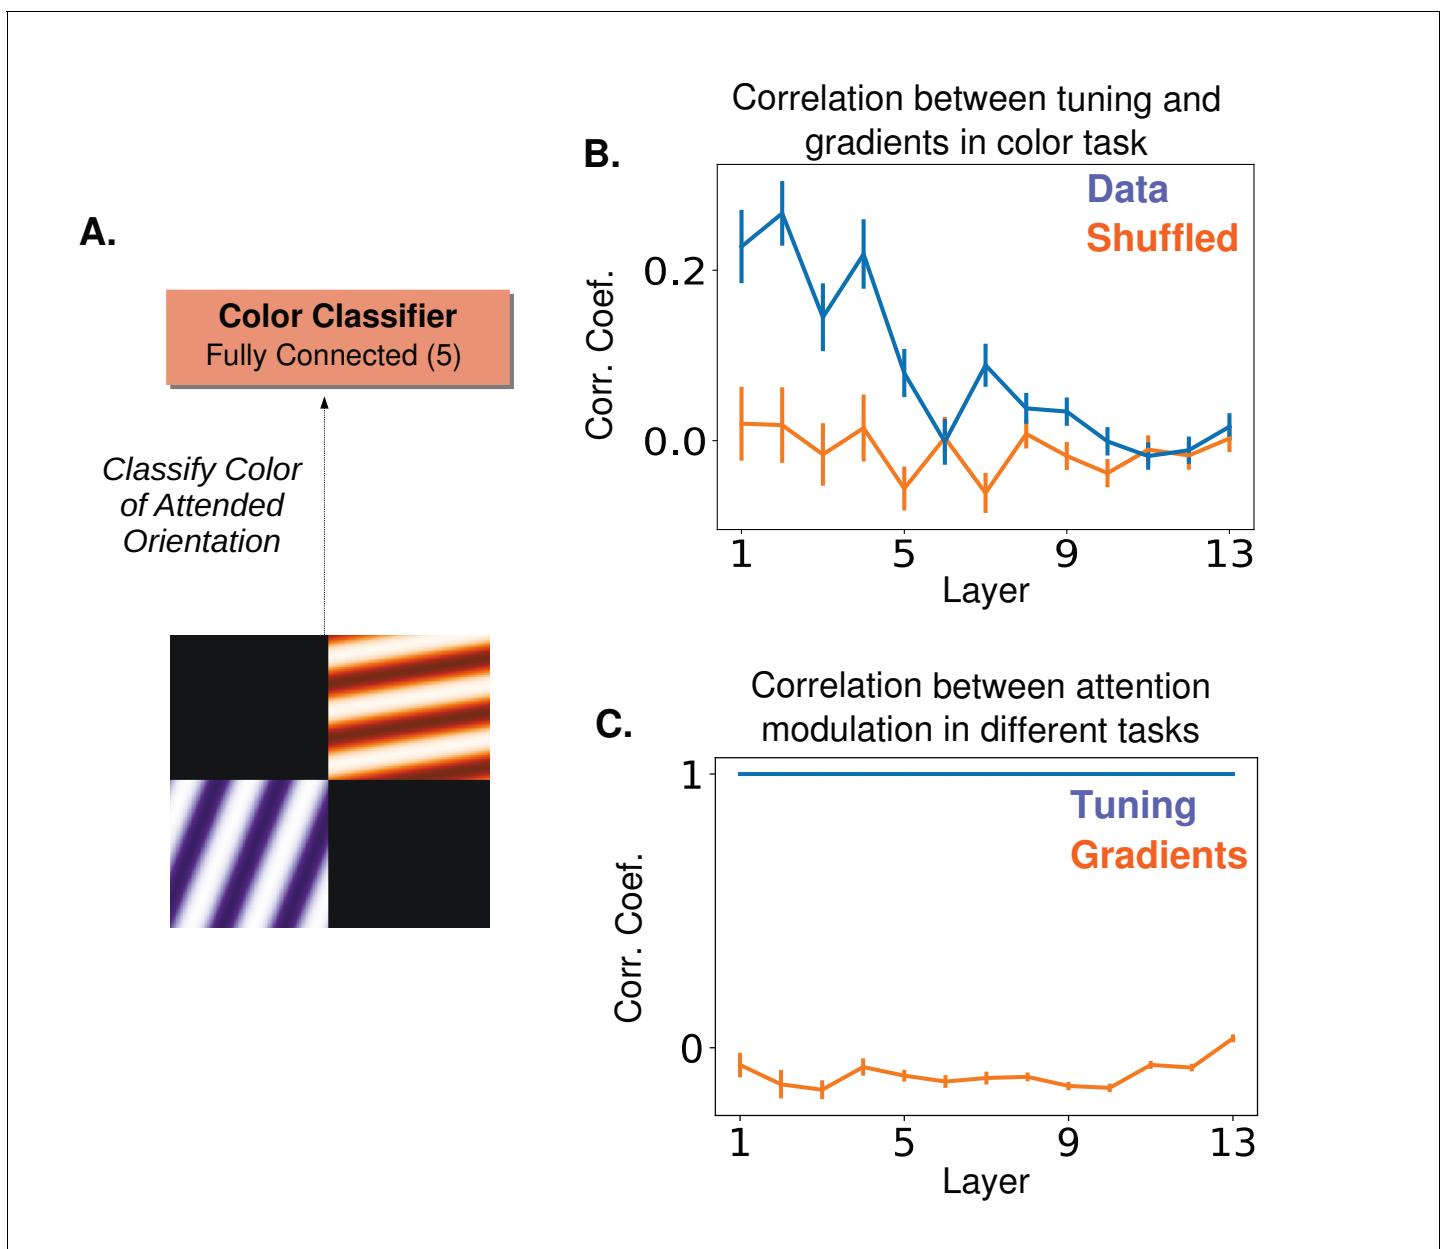 A.
Color Classifier
Fully Connected (5)
Classify Color
of Attended
Orientation
B.
Correlation between tuning and
gradients in color task
Data
Shuffled
Corr. Coef.
0.2
0.0
1 5 9 13
Layer
C.
Correlation between attention
modulation in different tasks
Tuning
Gradients
Corr. Coef.
1
0
1 5 9 13
Layer